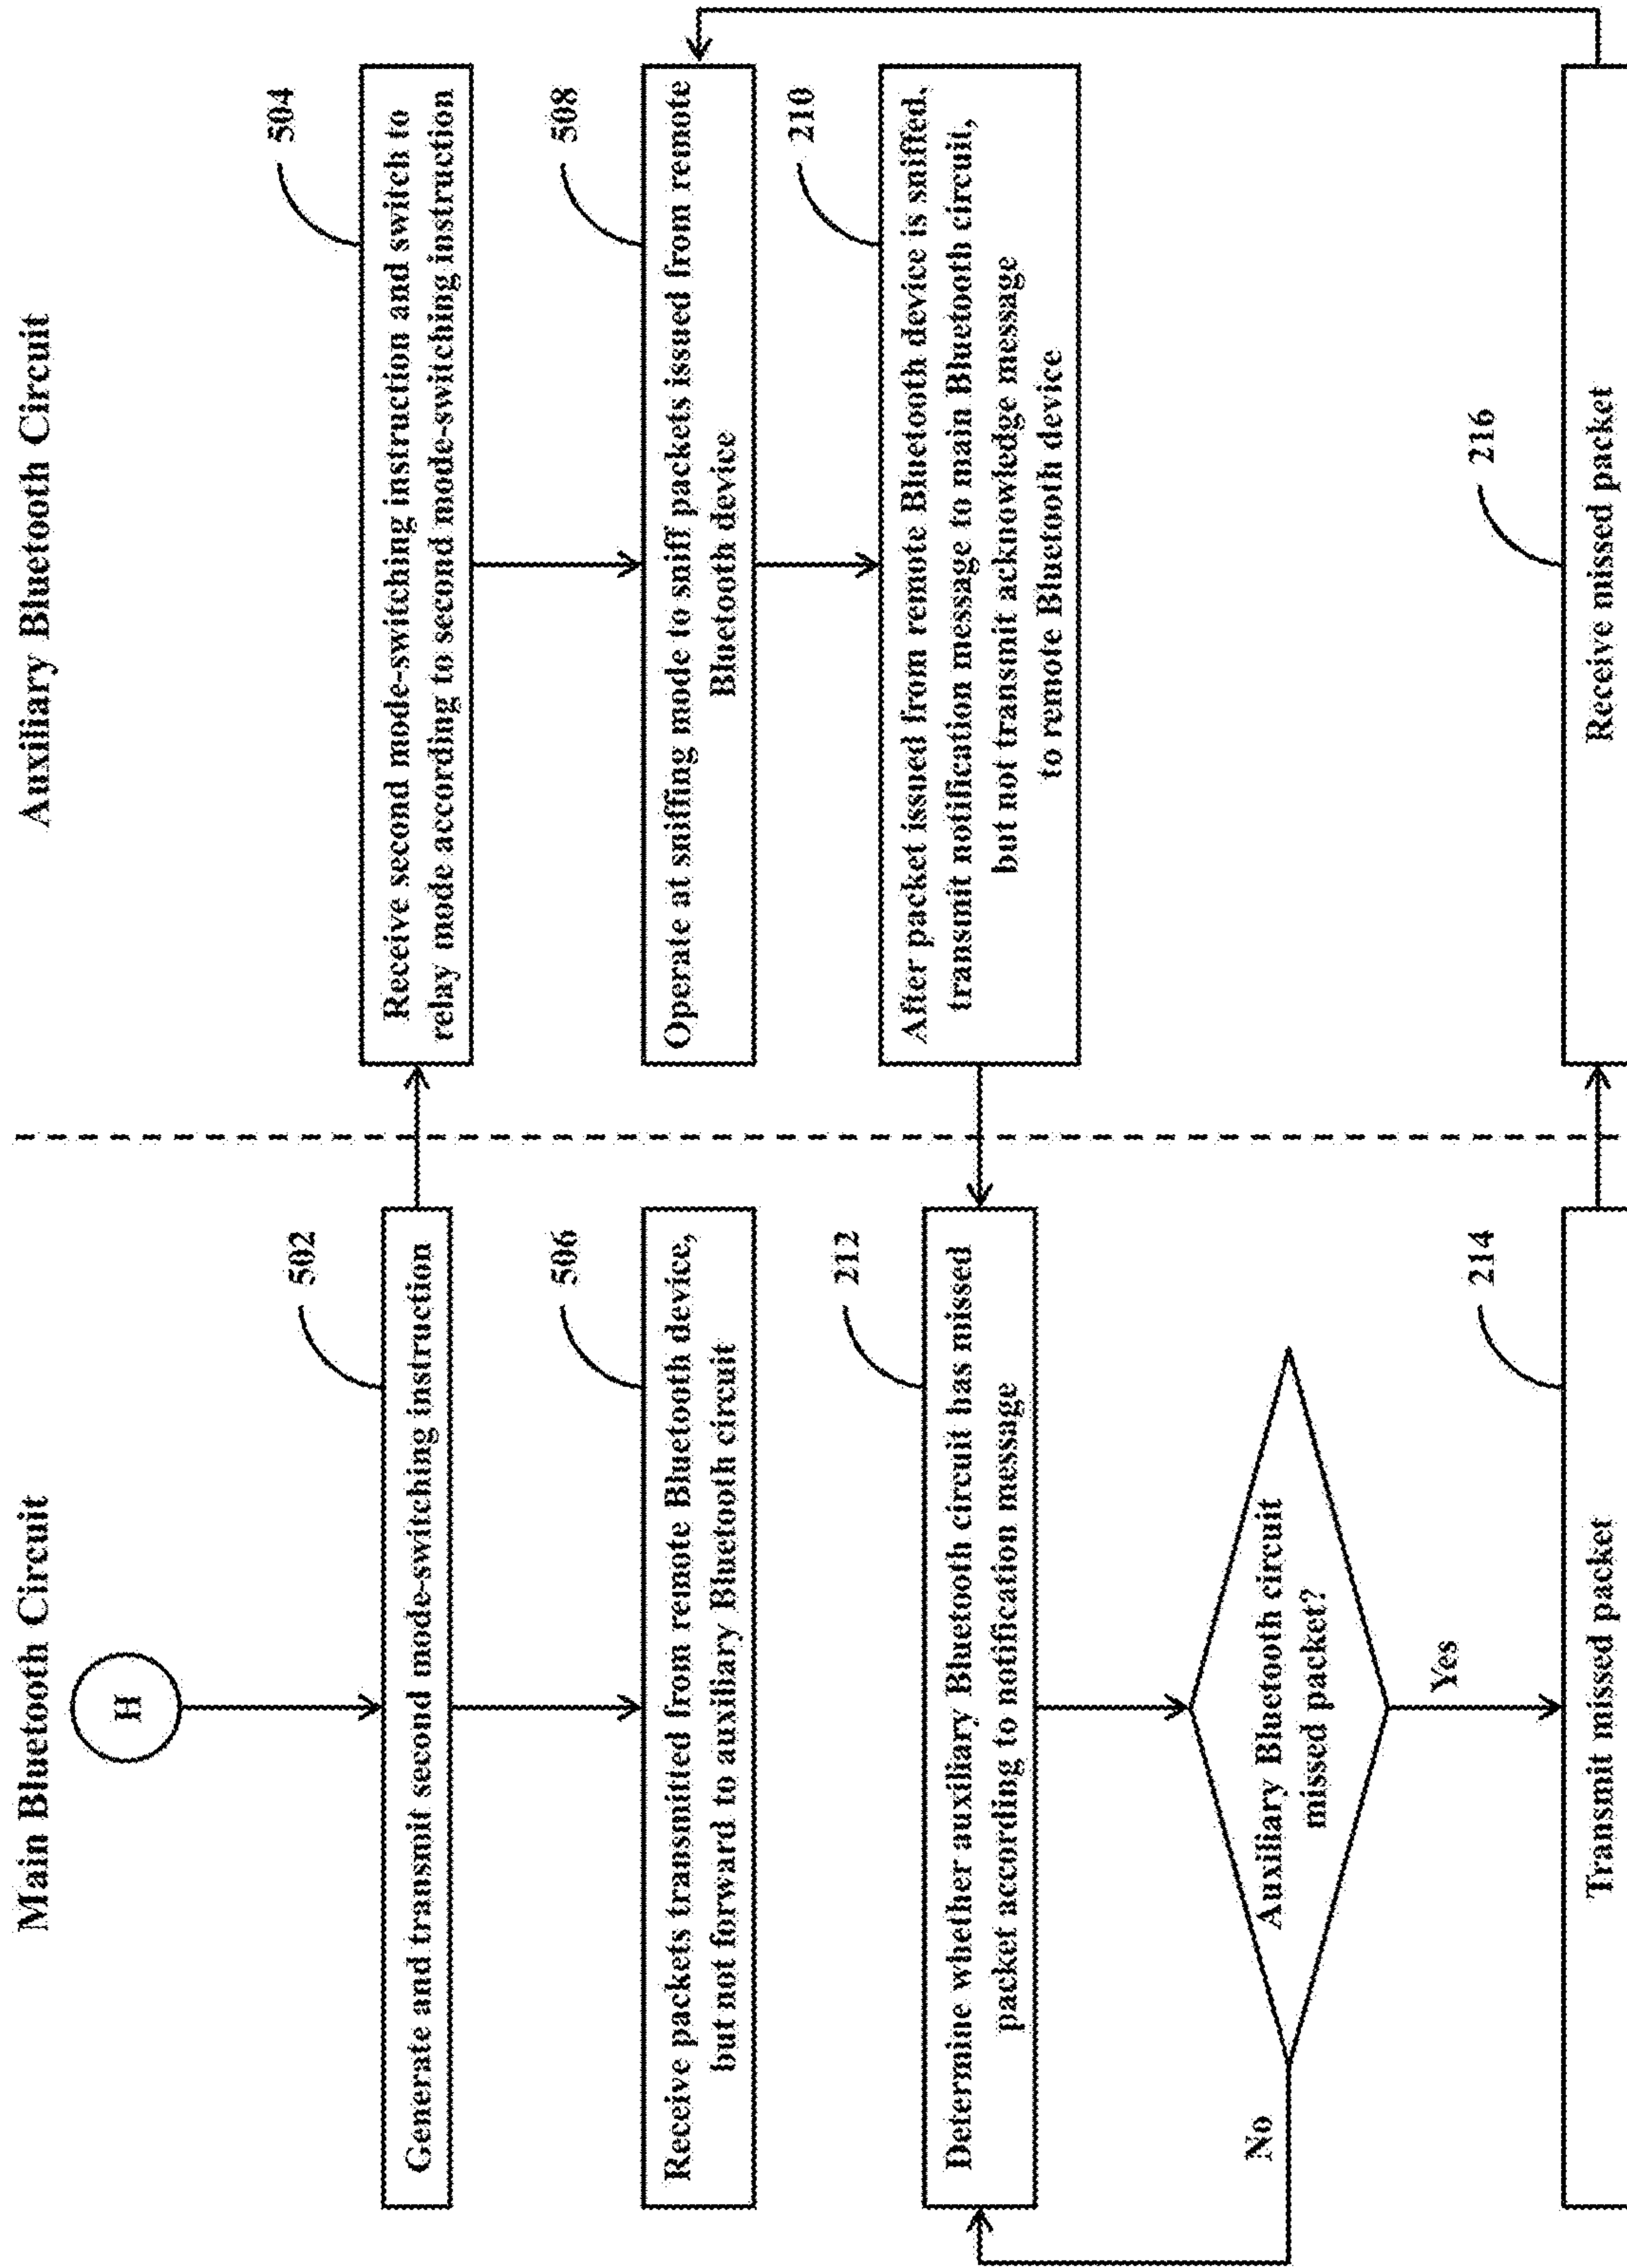 Main Bluetooth Circuit
Auxiliary Bluetooth Circuit
H
502
Generate and transmit second mode-switching instruction
504
Receive second mode-switching instruction and switch to
relay mode according to second mode-switching instruction
506
Receive packets transmitted from remote Bluetooth device,
but not forward to auxiliary Bluetooth circuit
508
Operate at sniffing mode to sniff packets issued from remote
Bluetooth device
210
After packet issued from remote Bluetooth device is sniffed,
transmit notification message to main Bluetooth circuit,
but not transmit acknowledge message
to remote Bluetooth device
212
Determine whether auxiliary Bluetooth circuit has missed
packet according to notification message
Auxiliary Bluetooth circuit
missed packet?
No
Yes
214
Transmit missed packet
216
Receive missed packet